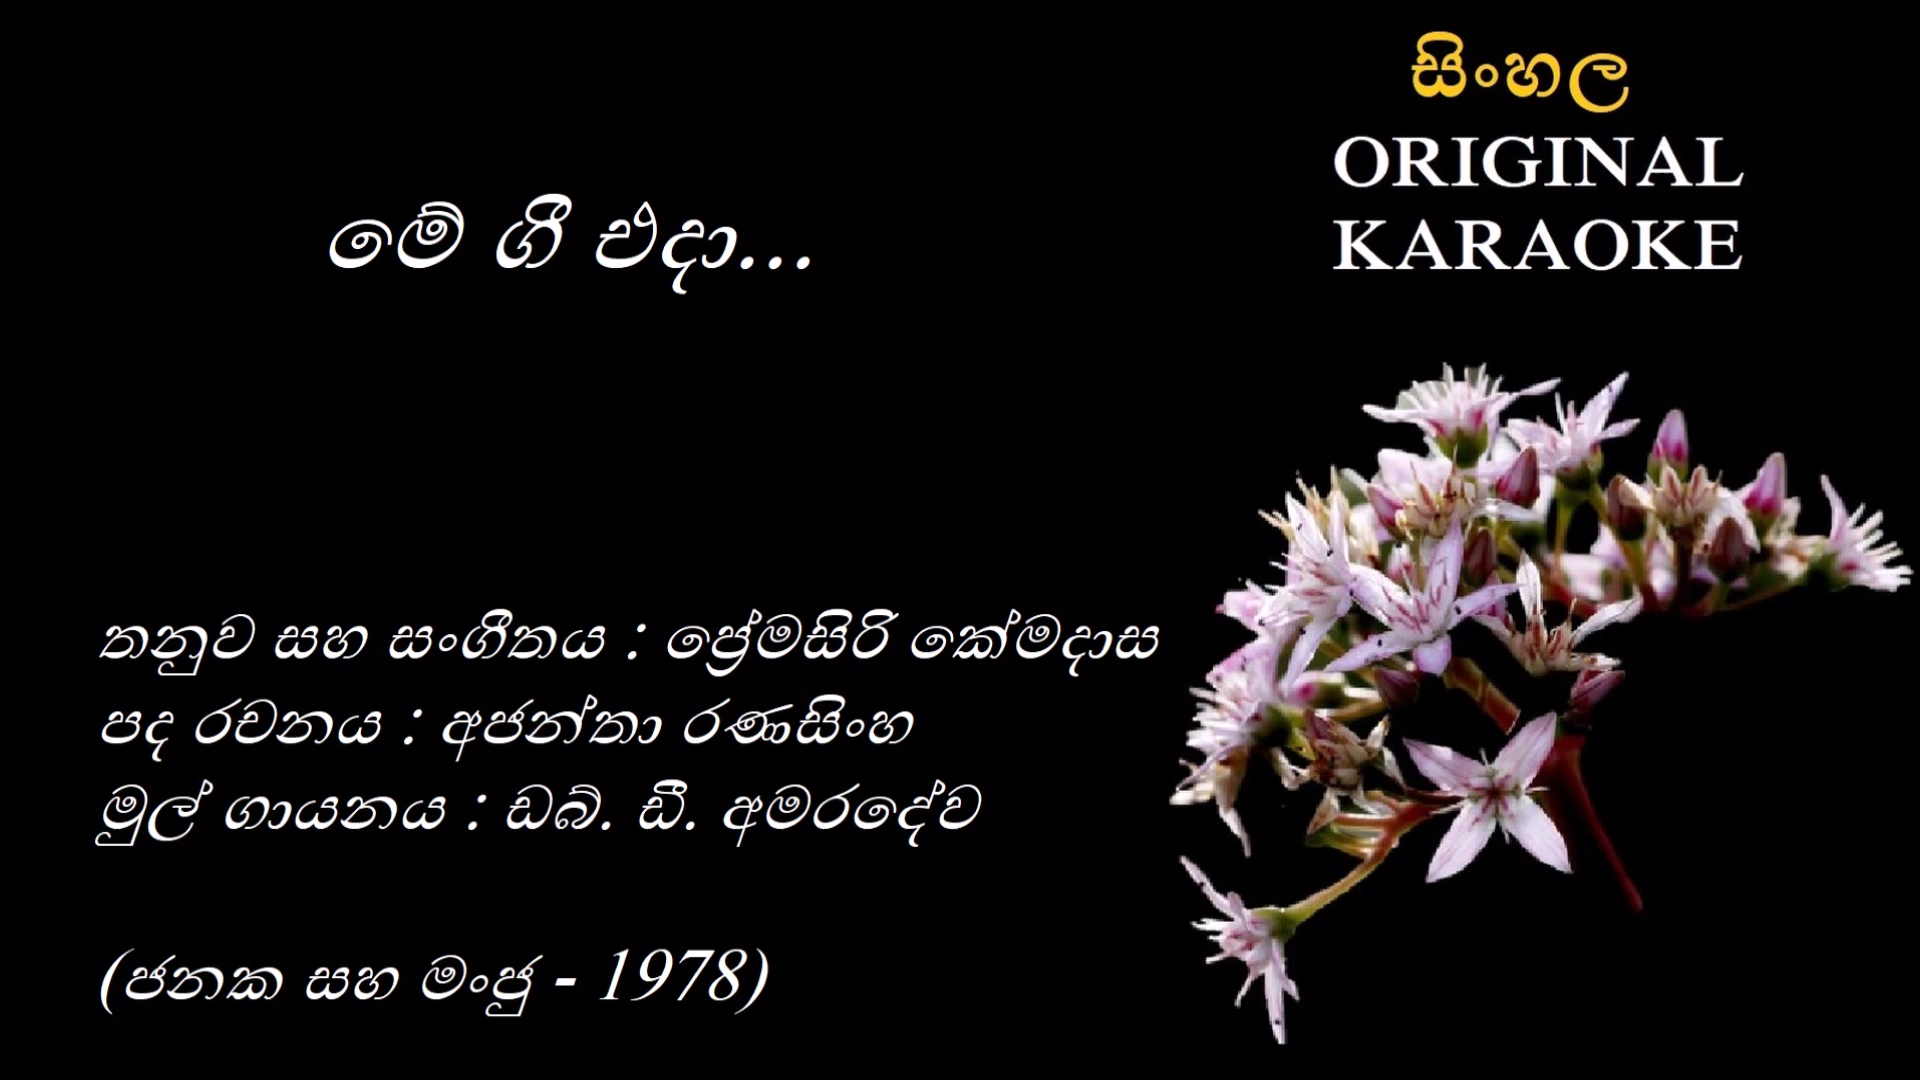 සිංහල
ORIGINAL
KARAOKE
මේ ගී එදා...
තනුව සහ සංගීතය : ප්‍රේමසිරි කේමදාස
පද රචනය : අජන්තා රණසිංහ
මුල් ගායනය : ඩබ්. ඩී. අමරදේව
(ජනක සහ මංජු - 1978)